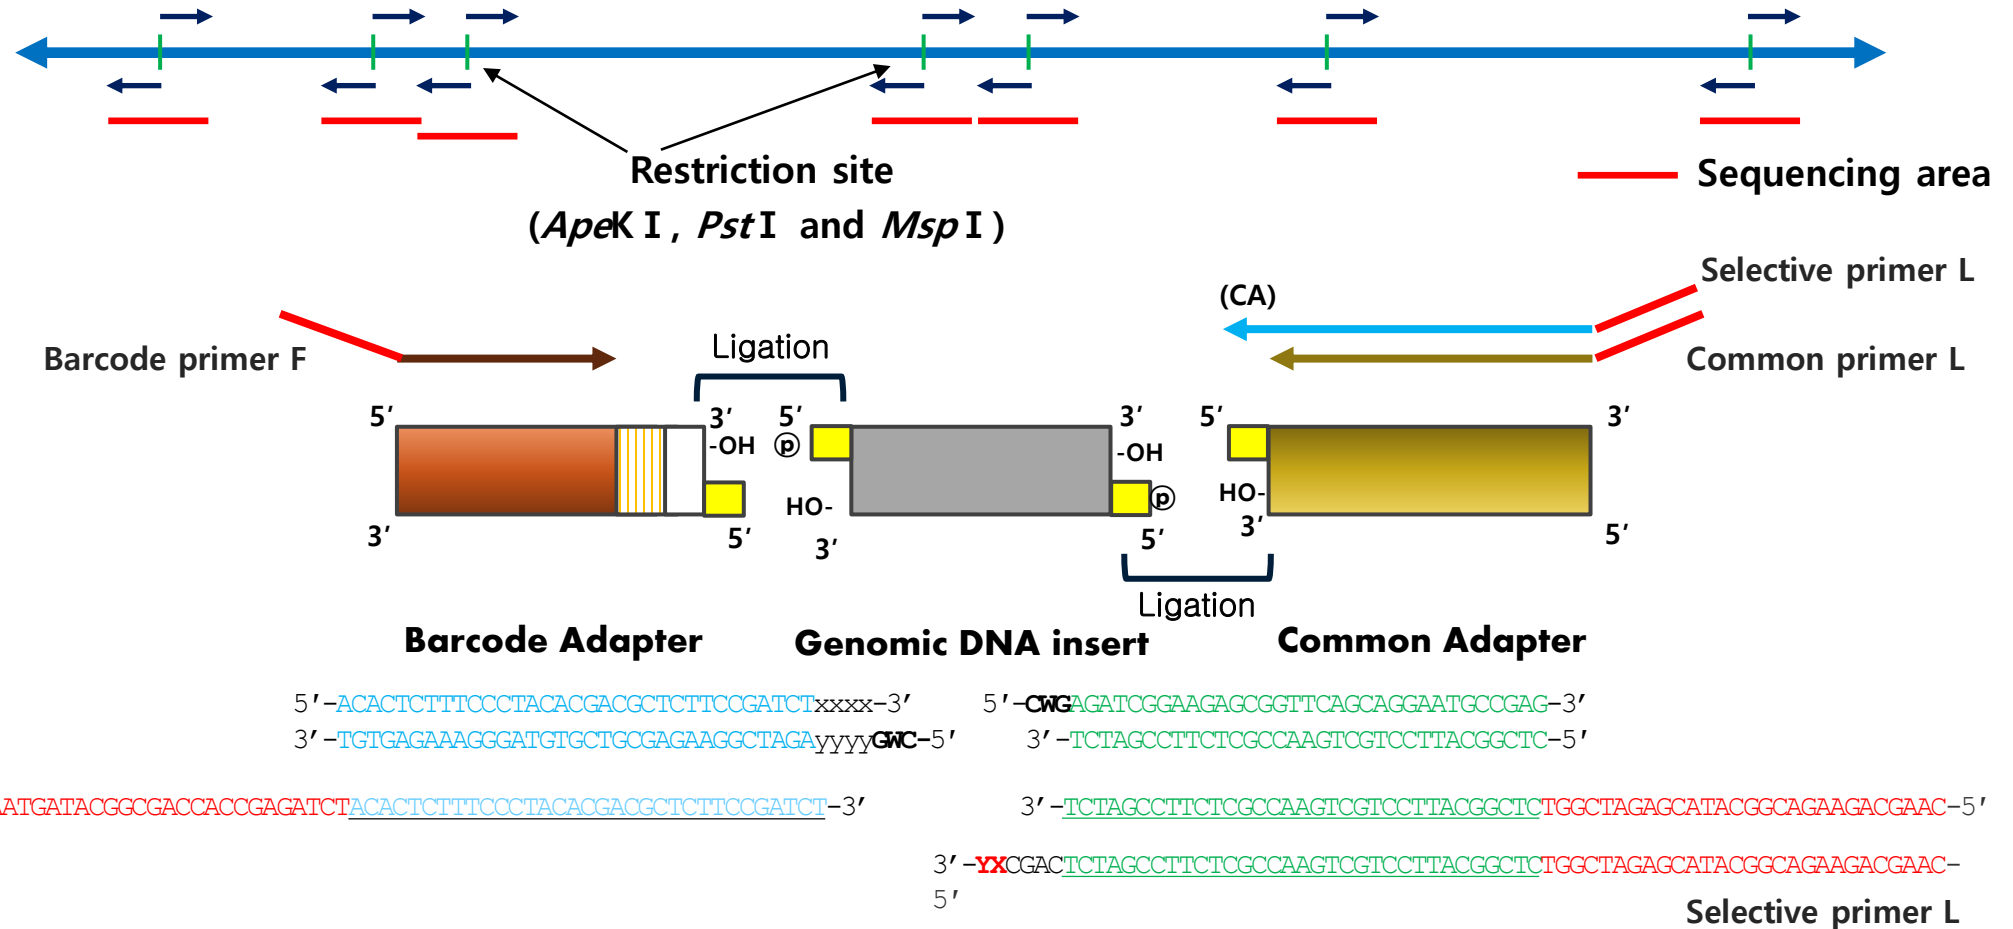 Restriction site
(ApeK I, Pst I and Msp I)
Sequencing area
Selective primer L
(CA)
Ligation
Barcode primer F
Common primer L
5′ 3′ 5′ 3′ 5′ 3′
-OH ⓟ -OH
HO- ⓟ HO-
3′ 5′ 3′ 5′ 3′ 5′
Ligation
Barcode Adapter Genomic DNA insert Common Adapter
5′-ACACTCTTTCCCTACACGACGCTCTTCCGATCTxxxx-3′ 5′-CWGAGATCGGAAGAGCGGTTCAGCAGGAATGCCGAG-3′
3′-TGTGAGAAAGGGATGTGCTGCGAGAAGGCTAGAyyyyGWC-5′ 3′-TCTAGCCTTCTCGCCAAGTCGTCCTTACGGCTC-5′
AATGATACGGCGACCACCGAGATCTACACTCTTTCCCTACACGACGCTCTTCCGATCT-3′ 3′-TCTAGCCTTCTCGCCAAGTCGTCCTTACGGCTCTGGCTAGAGCATACGGCAGAAGACGAAC-5′
3′-YXCGACTCTAGCCTTCTCGCCAAGTCGTCCTTACGGCTCTGGCTAGAGCATACGGCAGAAGACGAAC-
5′
Selective primer L